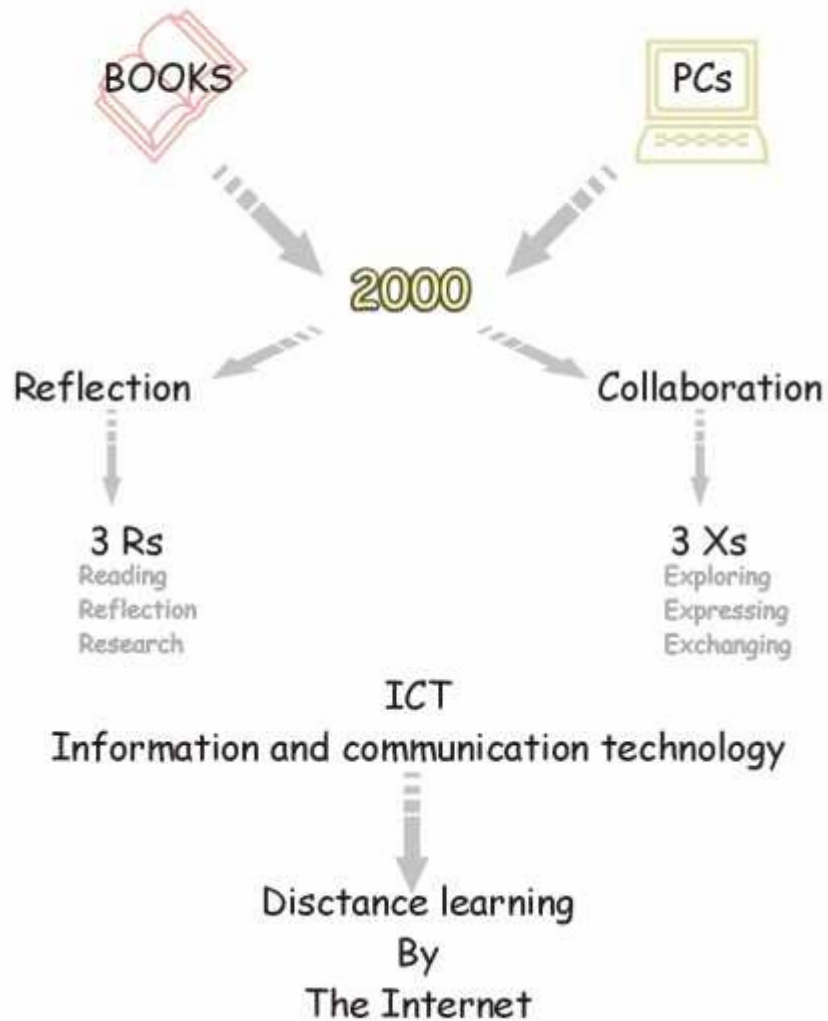 BOOKS
PCs
2000
Reflection
Collaboration
3 Rs
Reading
Reflection
Research
3 Xs
Exploring
Expressing
Exchanging
ICT
Information and communication technology
Disctance learning
By
The Internet